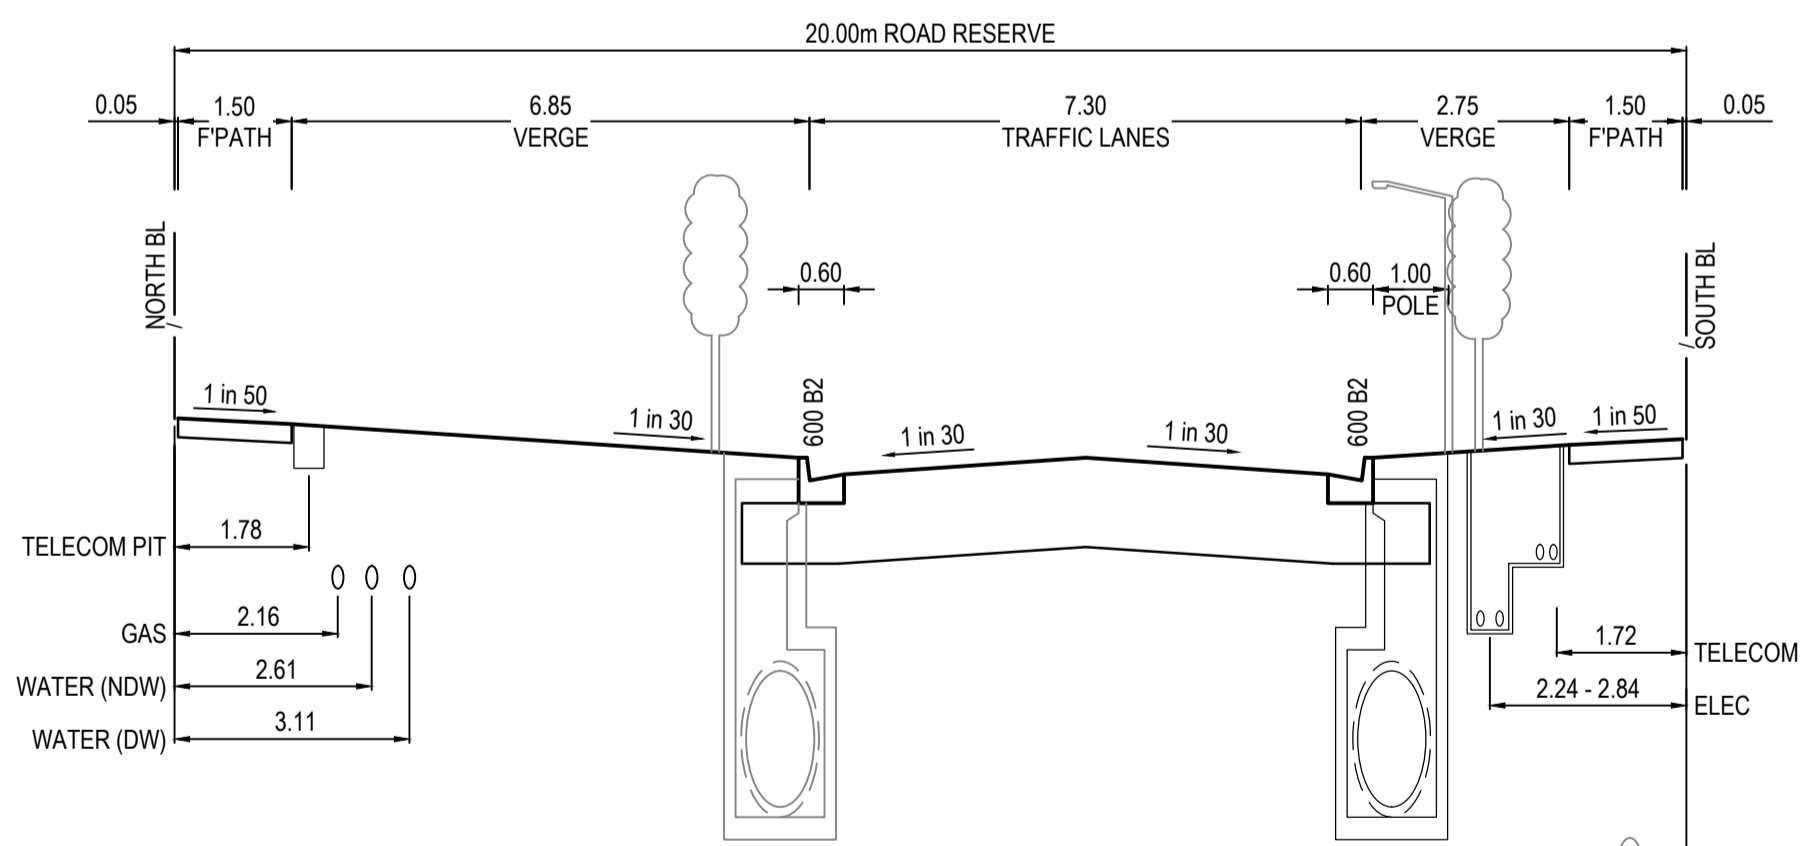 20.00m ROAD RESERVE
0.05 1.50 6.85 7.30 2.75 1.50 0.05
F'PATH VERGE TRAFFIC LANES VERGE F'PATH
NORTH BL
SOUTH BL
0.60 0.60 1.00
POLE
600 B2
600 B2
1 in 50 1 in 30 1 in 30 1 in 30 1 in 30 1 in 50
1.78
TELECOM PIT
2.16
GAS
2.61
WATER (NDW)
3.11
WATER (DW)
1.72
TELECOM
2.24 - 2.84
ELEC